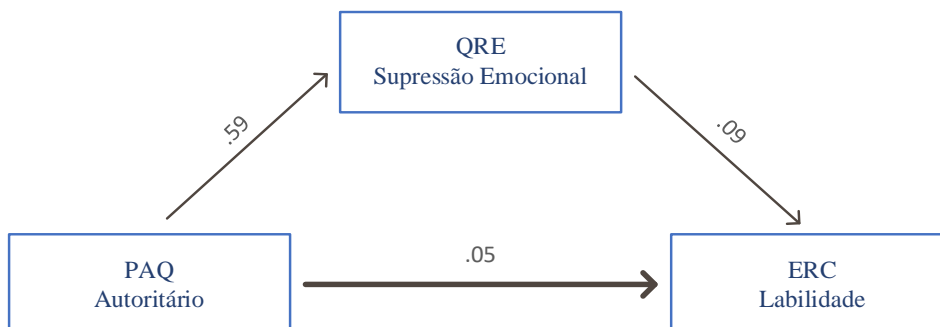 QRE
Supressão Emocional
.59
.09
.05
PAQ
Autoritário
ERC
Labilidade